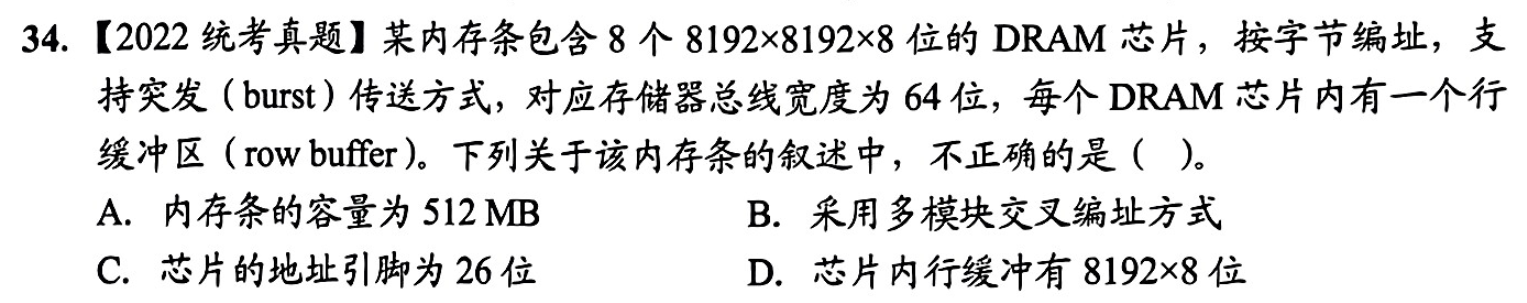 34.【2022 统考真题】某内存条包含 8 个 8192×8192×8 位的 DRAM 芯片，按字节编址，支
持突发（burst）传送方式，对应存储器总线宽度为 64 位，每个 DRAM 芯片内有一个行
缓冲区（row buffer）。下列关于该内存条的叙述中，不正确的是（ ）。
A. 内存条的容量为 512 MB B. 采用多模块交叉编址方式
C. 芯片的地址引脚为 26 位 D. 芯片内行缓冲有 8192×8 位